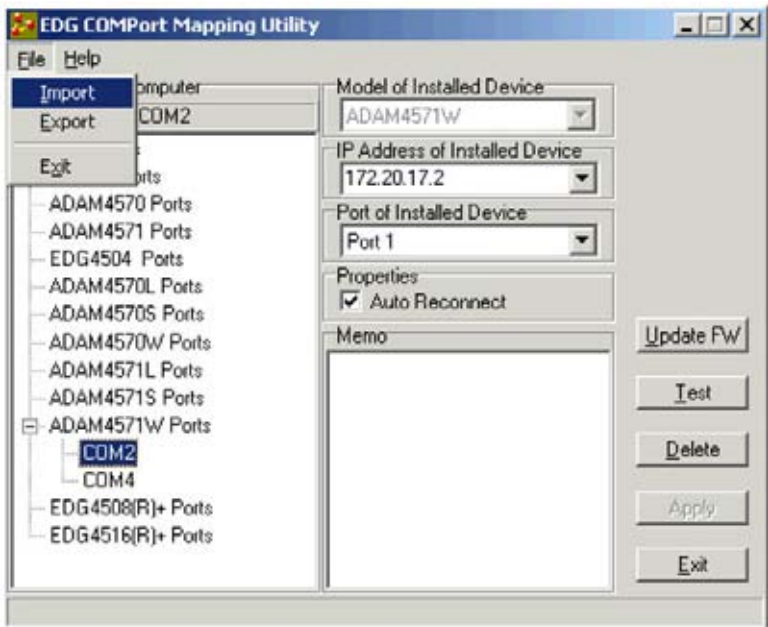 EDG COMPort Mapping Utility
File Help
Import
Export
Exit
COM2
ADAM4570 Ports
ADAM4571 Ports
EDG4504 Ports
ADAM4570L Ports
ADAM4570S Ports
ADAM4570W Ports
ADAM4571L Ports
ADAM4571S Ports
ADAM4571W Ports
COM2
COM4
EDG4508(R)+ Ports
EDG4516(R)+ Ports
Model of Installed Device
ADAM4571W
IP Address of Installed Device
172.20.17.2
Port of Installed Device
Port 1
Properties
Auto Reconnect
Memo
Update FW
Test
Delete
Apply
Exit